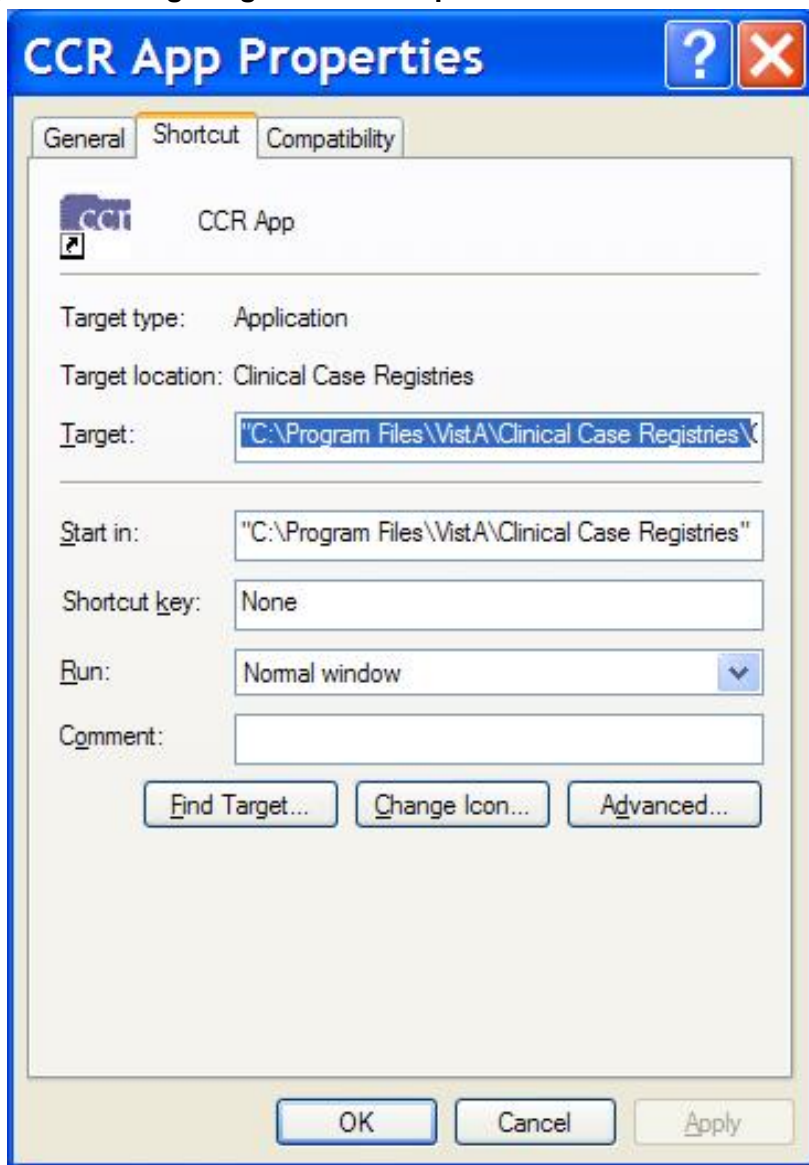 CCR App Properties
?
General Shortcut Compatibility
ccr
CCR App
Target type: Application
Target location: Clinical Case Registries
Target: "C:\Program Files\VistA\Clinical Case Registries\
Start in: "C:\Program Files\VistA\Clinical Case Registries"
Shortcut key: None
Run: Normal window
Comment:
Find Target... Change Icon... Advanced...
OK Cancel Apply